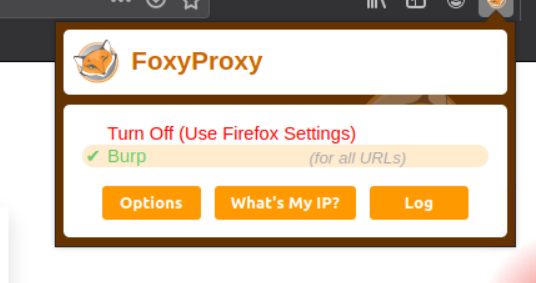 FoxyProxy
Turn Off (Use Firefox Settings)
✔ Burp (for all URLs)
Options What's My IP? Log